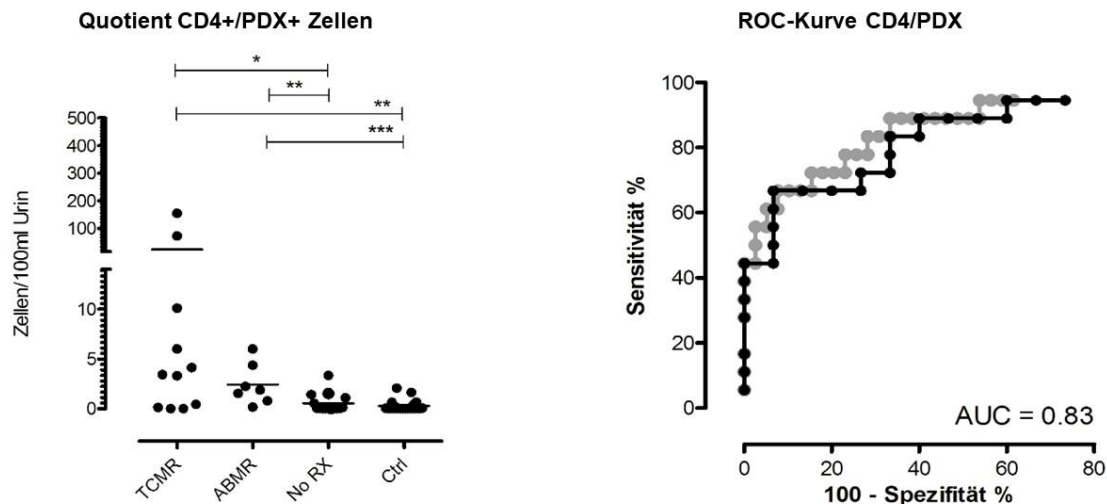 Quotient CD4+/PDX+ Zellen
*
**
**
***
Zellen/100ml Urin
500
400
300
200
100
10
5
0
TCMR
ABMR
No RX
Ctrl
ROC-Kurve CD4/PDX
Sensitivität %
100
80
60
40
20
0
AUC = 0.83
0 20 40 60 80
100 - Spezifität %